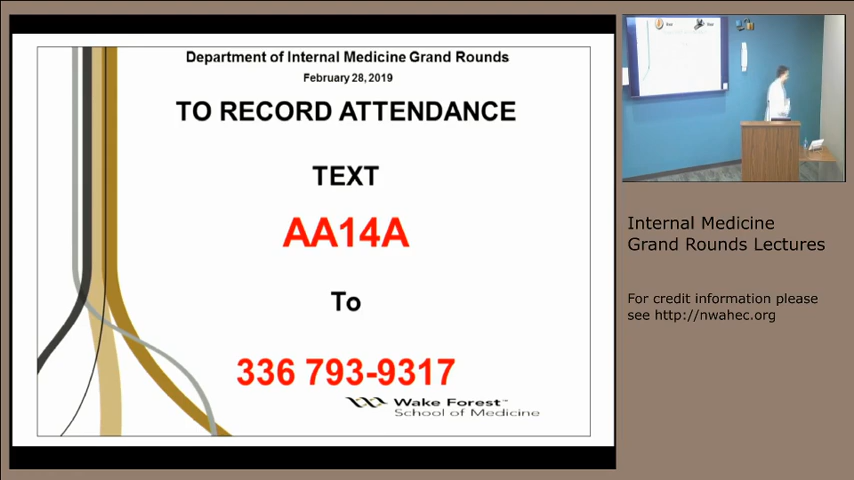 Department of Internal Medicine Grand Rounds
February 28, 2019
TO RECORD ATTENDANCE
TEXT
AA14A
To
336 793-9317
Wake Forest™
School of Medicine
Internal Medicine
Grand Rounds Lectures
For credit information please
see http://nwahec.org